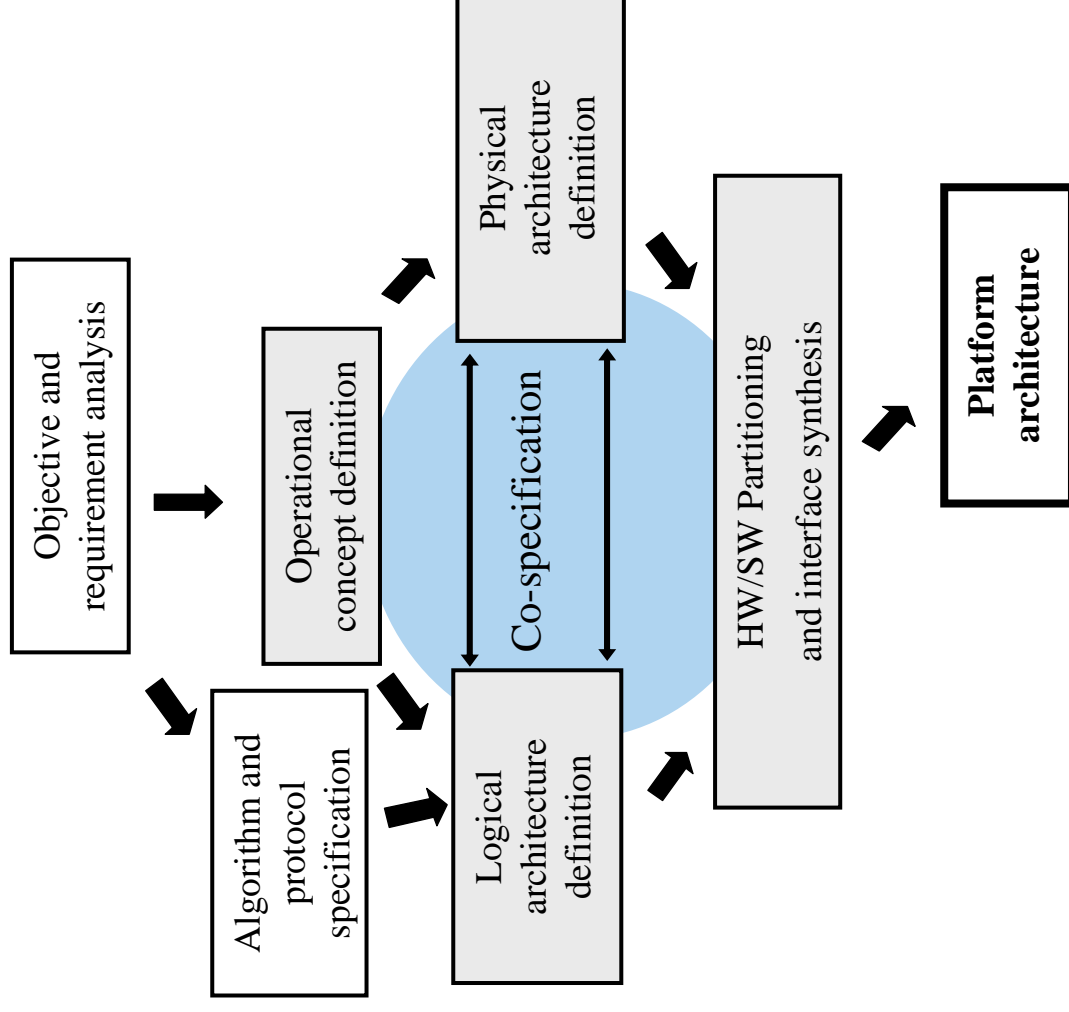 Objective and
requirement analysis
Algorithm and
protocol
specification
Operational
concept definition
Logical
architecture
definition
Co-specification
Physical
architecture
definition
HW/SW Partitioning
and interface synthesis
Platform
architecture